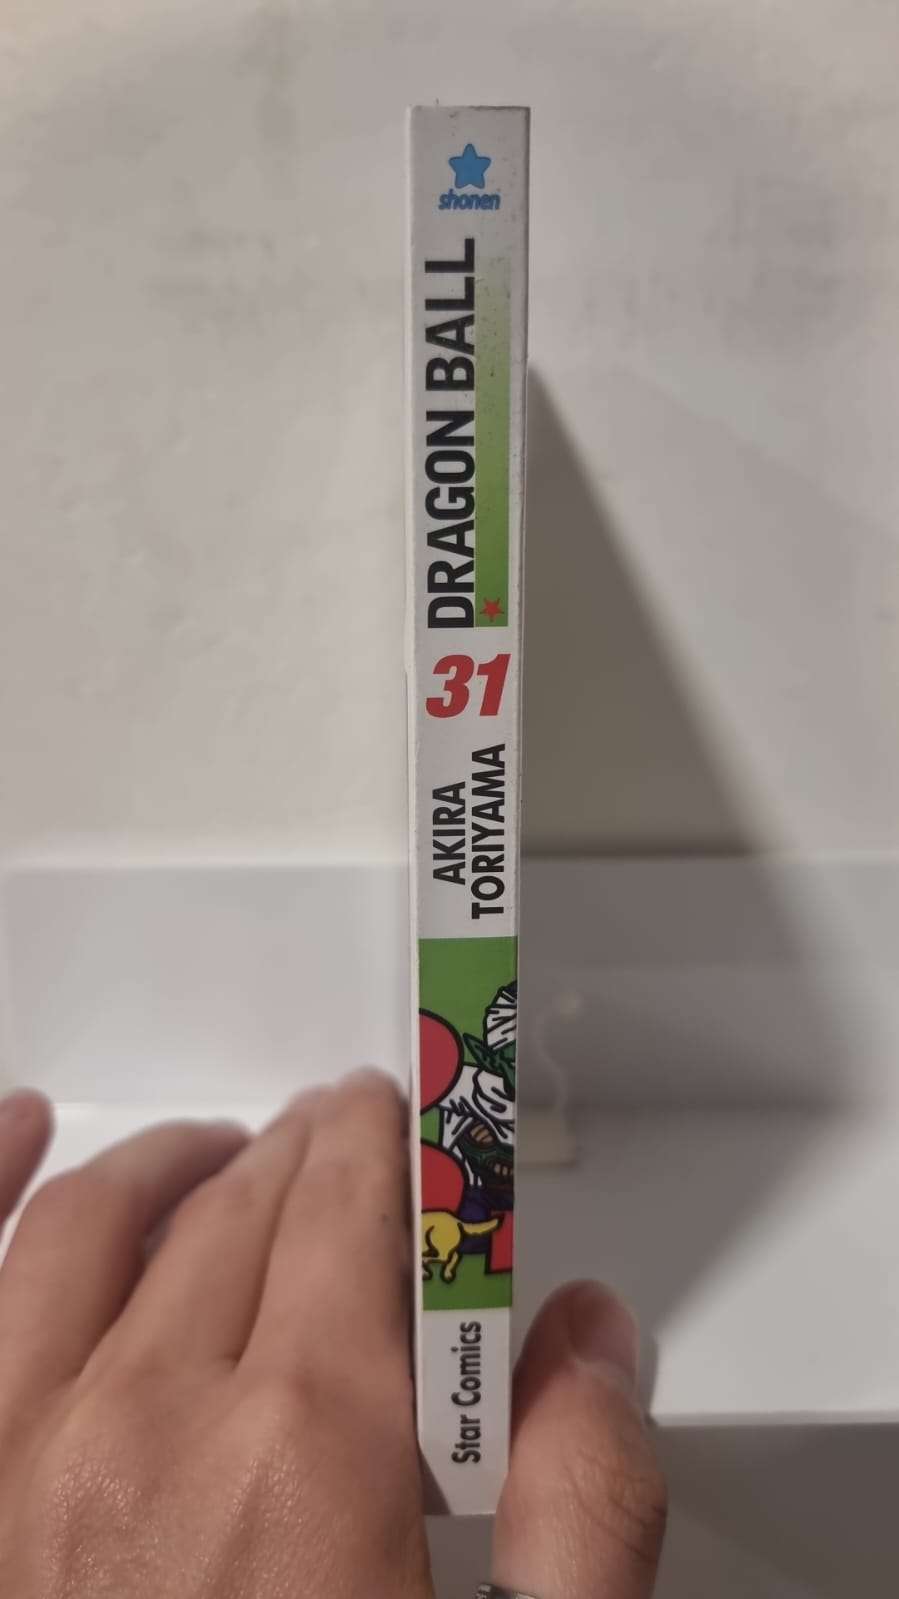 shonen
DRAGON BALL
31
AKIRA
TORIYAMA
Star Comics